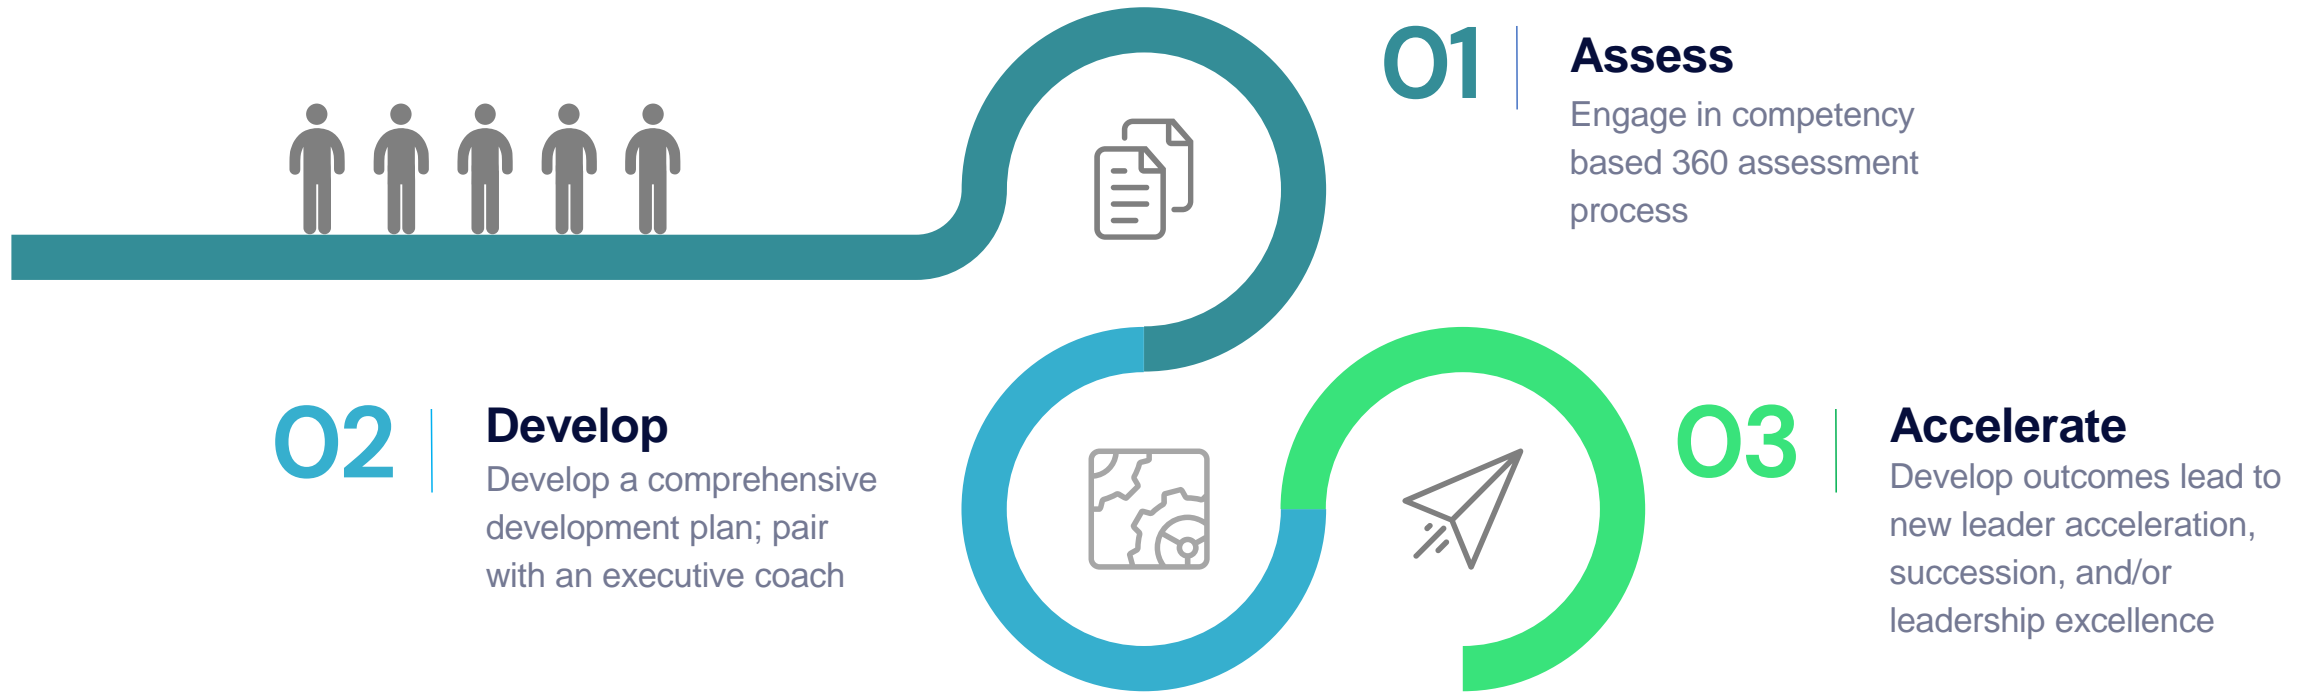 01
Assess
Engage in competency
based 360 assessment
process
02
Develop
Develop a comprehensive
development plan; pair
with an executive coach
03
Accelerate
Develop outcomes lead to
new leader acceleration,
succession, and/or
leadership excellence